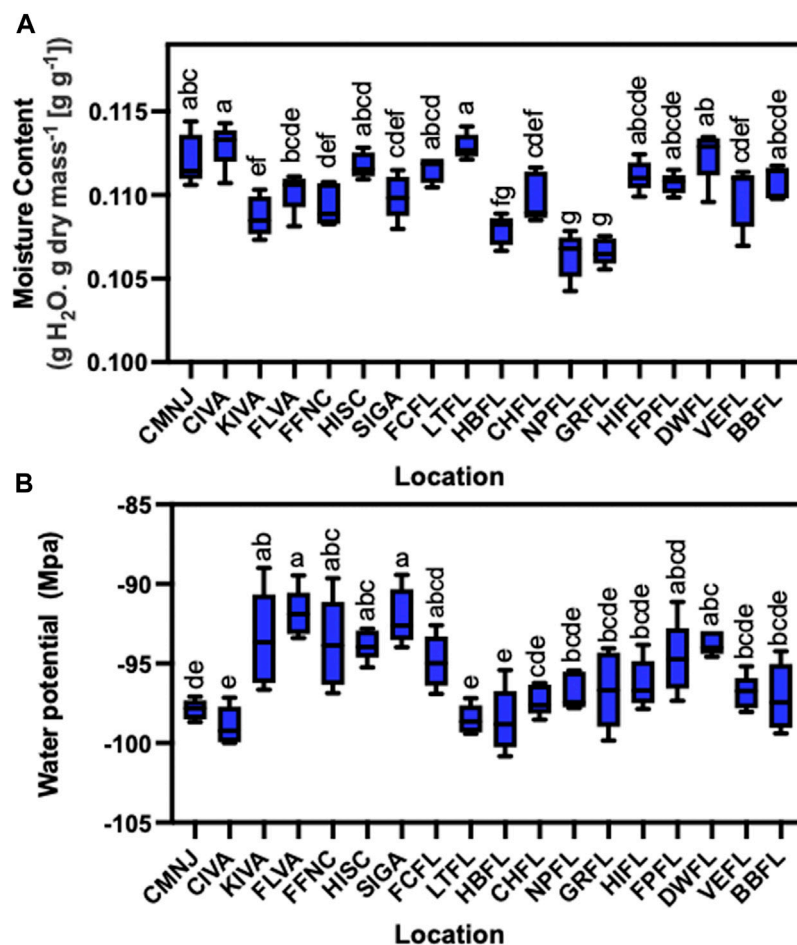 A
Moisture Content
(g H2O. g dry mass-1 [g g-1])
0.115
0.110
0.105
0.100
abc
a
ef
bcde
def
abcd
cdef
abcd
a
fg
cdef
g
g
abcde
abcde
ab
cdef
abcde
CMNJ
CIVA
KIVA
FLVA
FFNC
HISC
SIGA
FCFL
LTFL
HBFL
CHFL
NPFL
GRFL
HIFL
FPFL
DWFL
VEFL
BBFL
Location
B
Water potential (Mpa)
-85
-90
-95
-100
-105
de
e
ab
a
abc
abc
a
abcd
e
e
cde
bcde
bcde
bcde
abcd
abc
bcde
bcde
CMNJ
CIVA
KIVA
FLVA
FFNC
HISC
SIGA
FCFL
LTFL
HBFL
CHFL
NPFL
GRFL
HIFL
FPFL
DWFL
VEFL
BBFL
Location